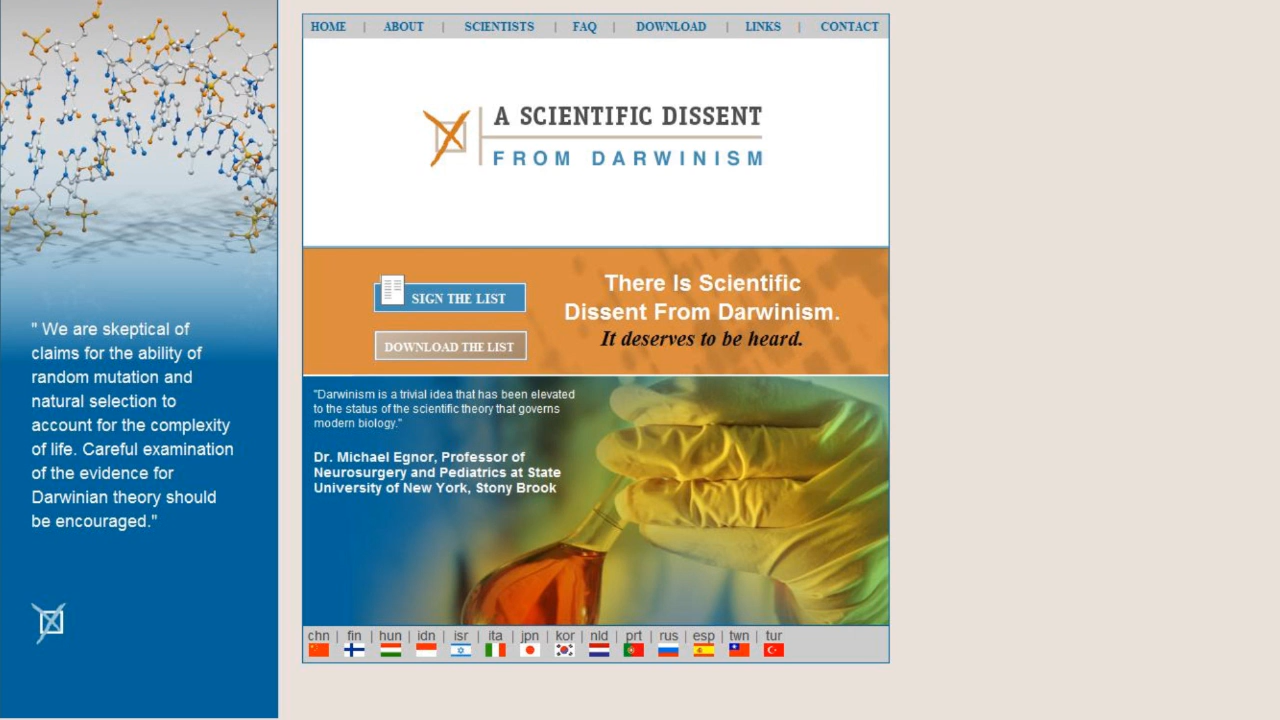 HOME | ABOUT | SCIENTISTS | FAQ | DOWNLOAD | LINKS | CONTACT
A SCIENTIFIC DISSENT
FROM DARWINISM
" We are skeptical of
claims for the ability of
random mutation and
natural selection to
account for the complexity
of life. Careful examination
of the evidence for
Darwinian theory should
be encouraged."
SIGN THE LIST
DOWNLOAD THE LIST
There Is Scientific
Dissent From Darwinism.
It deserves to be heard.
"Darwinism is a trivial idea that has been elevated
to the status of the scientific theory that governs
modern biology."
Dr. Michael Egnor, Professor of
Neurosurgery and Pediatrics at State
University of New York, Stony Brook
chn | fin | hun | idn | isr | ita | jpn | kor | nld | prt | rus | esp | twn | tur